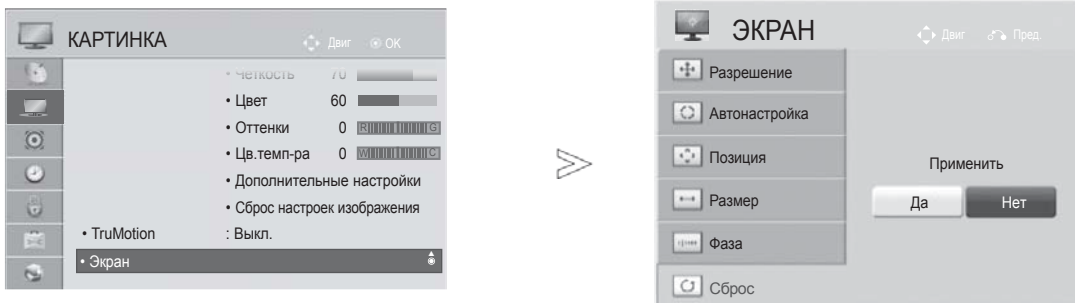 КАРТИНКА
Двиг
OK
• Четкость 70
• Цвет 60
• Оттенки 0 R G
• Цв.темп-ра 0 W C
• Дополнительные настройки
• Сброс настроек изображения
• TruMotion : Выкл.
• Экран
ЭКРАН
Двиг
Пред.
Разрешение
Автонастройка
Позиция
Размер
Фаза
Сброс
Применить
Да
Нет